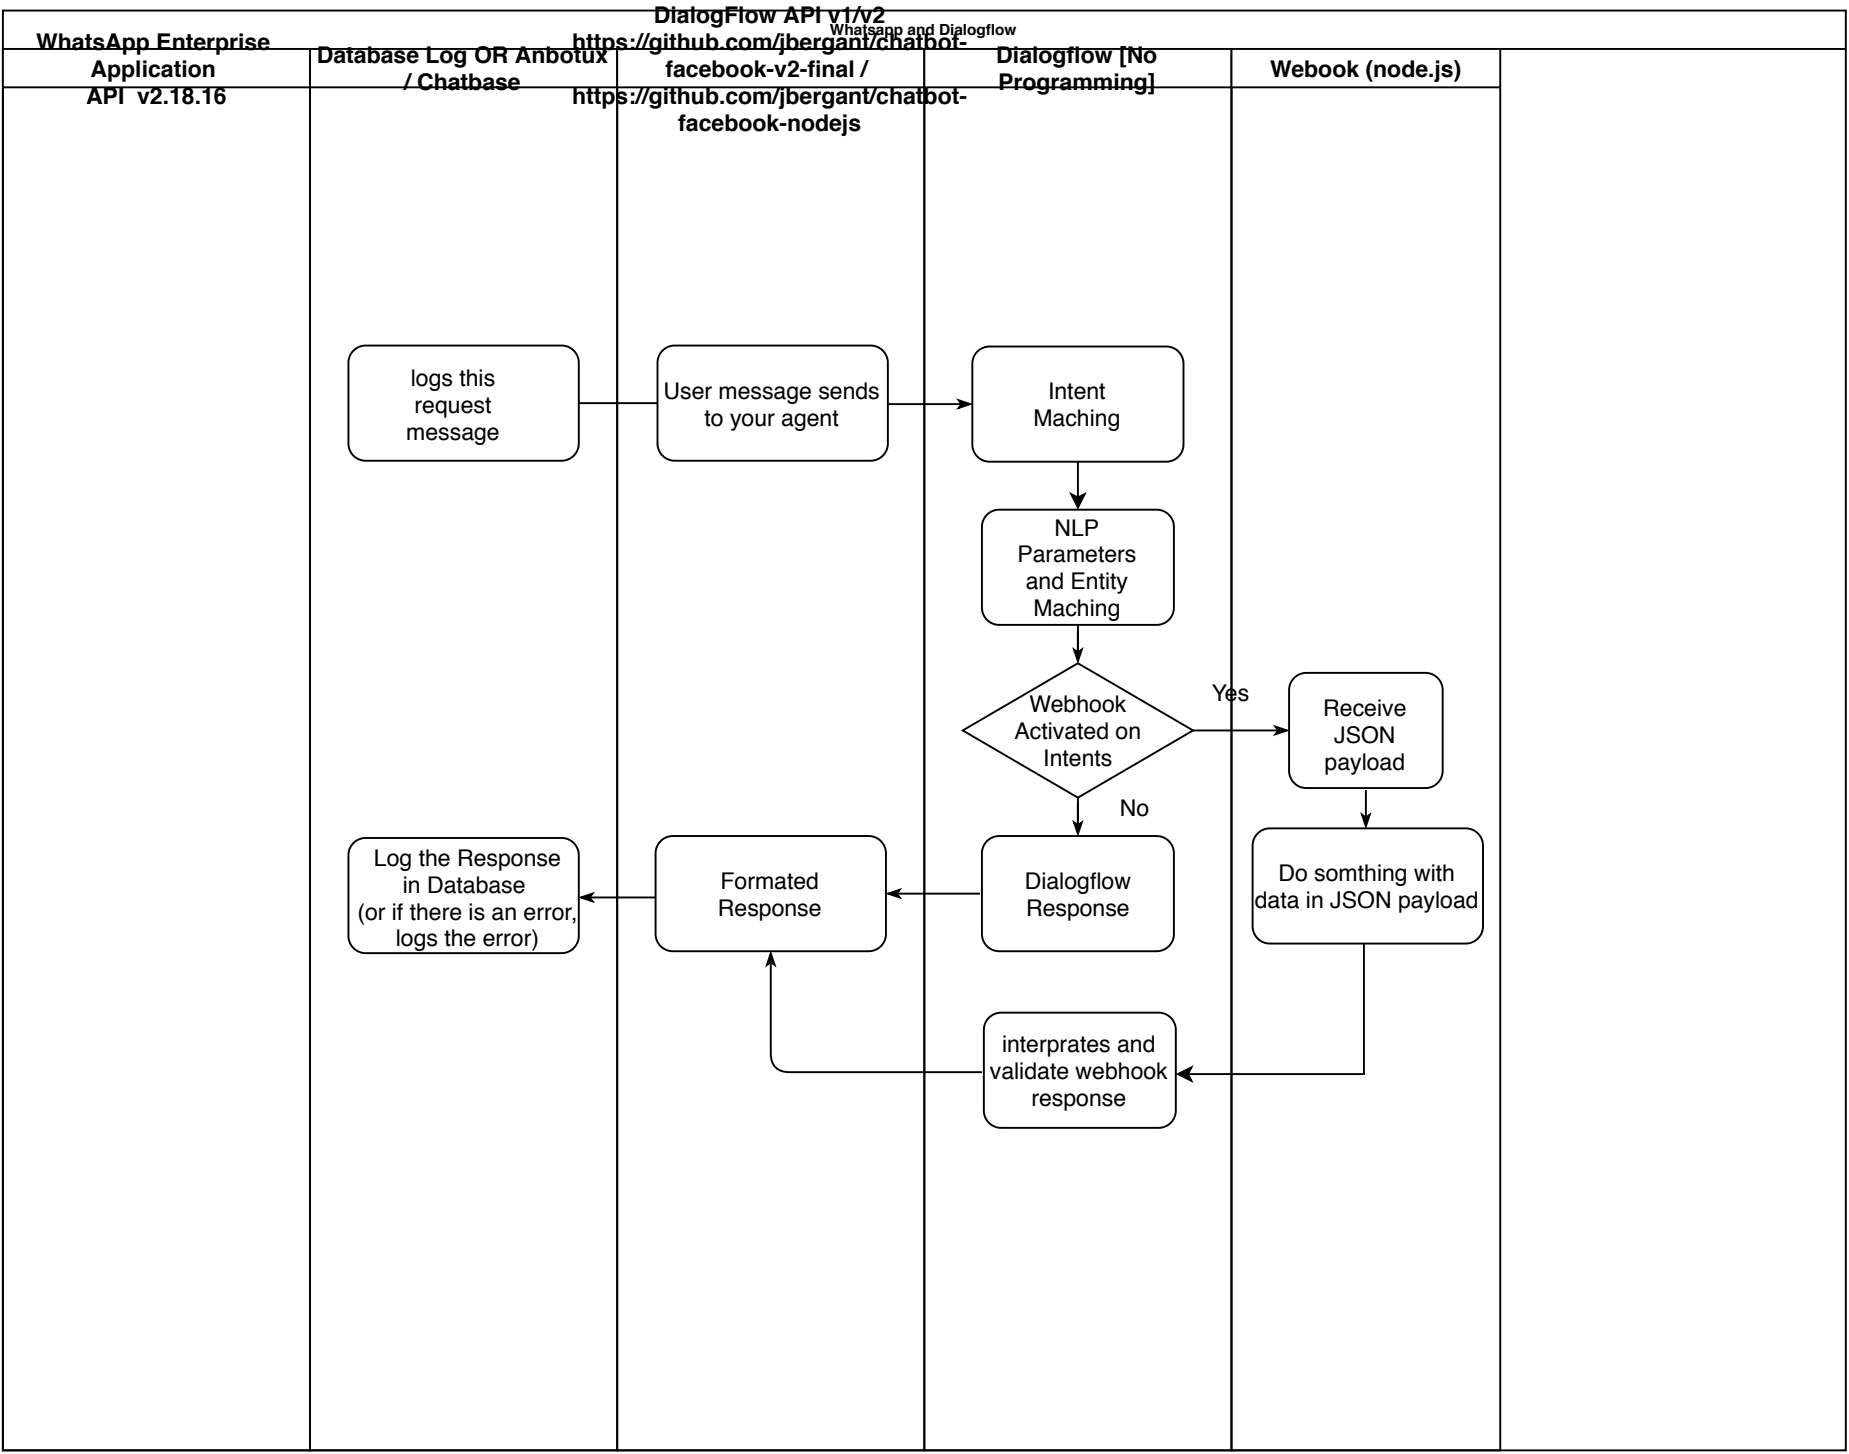 Whatsapp and Dialogflow
WhatsApp Enterprise
Application
API  v2.18.16
Database Log OR Anbotux
/ Chatbase
DialogFlow API v1/v2
https://github.com/jbergant/chatbot-
facebook-v2-final /
https://github.com/jbergant/chatbot-
facebook-nodejs
Dialogflow [No
Programming]
Webook (node.js)
logs this
request
message
User message sends
to your agent
Intent
Maching
NLP
Parameters
and Entity
Maching
Webhook
Activated on
Intents
Yes
Receive
JSON
payload
No
Log the Response
in Database
(or if there is an error,
logs the error)
Formated
Response
Dialogflow
Response
Do somthing with
data in JSON payload
interprates and
validate webhook
response